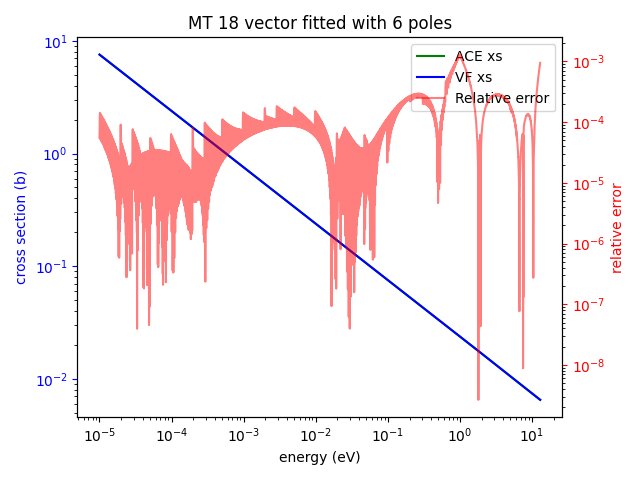 MT 18 vector fitted with 6 poles
ACE xs
VF xs
Relative error
cross section (b)
10^1
10^0
10^-1
10^-2
relative error
10^-3
10^-4
10^-5
10^-6
10^-7
10^-8
10^-5 10^-4 10^-3 10^-2 10^-1 10^0 10^1
energy (eV)